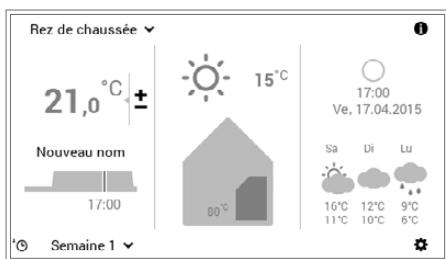 Rez de chaussée
21,0 °C ±
15°C
17:00
Ve, 17.04.2015
Nouveau nom
17:00
80°C
Sa Di Lu
16°C 12°C 9°C
11°C 10°C 6°C
Semaine 1